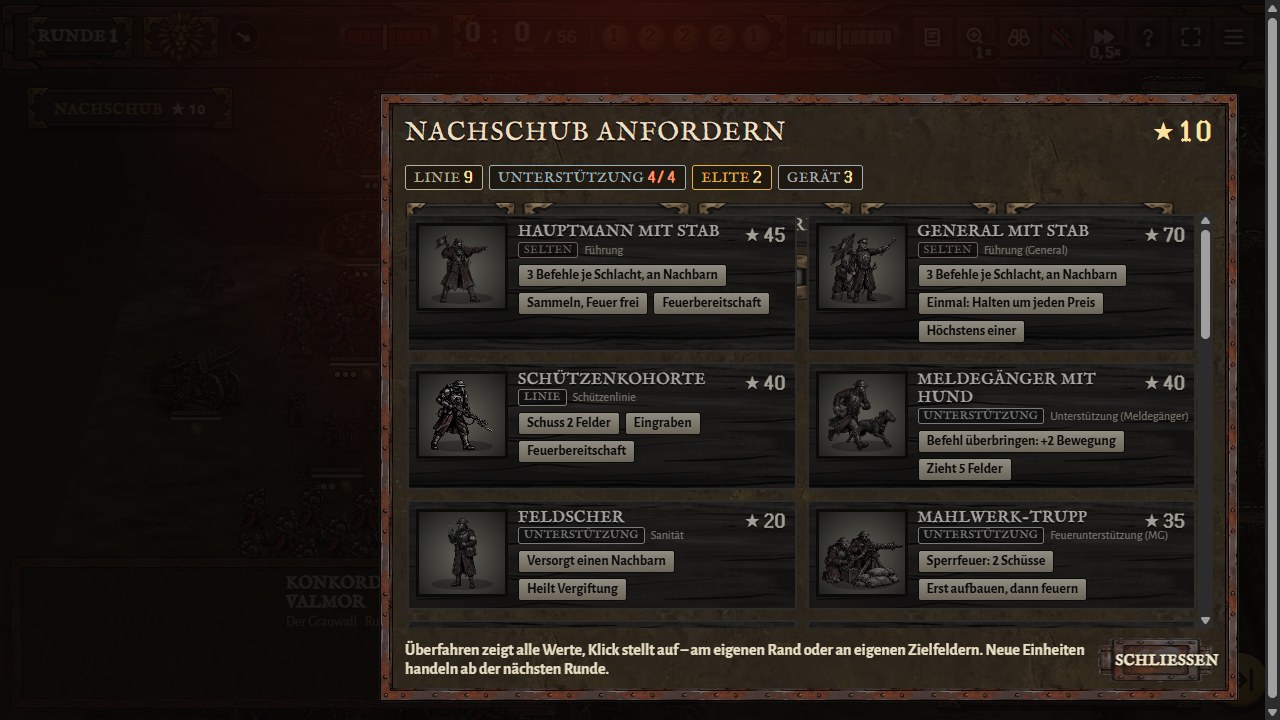 RUNDE 1
0 : 0 / 56
1 2 2 2 1
1×
0,5×
?
NACHSCHUB ★ 10
NACHSCHUB ANFORDERN
★ 10
LINIE 9
UNTERSTÜTZUNG 4/4
ELITE 2
GERÄT 3
HAUPTMANN MIT STAB
★ 45
SELTEN Führung
3 Befehle je Schlacht, an Nachbarn
Sammeln, Feuer frei
Feuerbereitschaft
GENERAL MIT STAB
★ 70
SELTEN Führung (General)
3 Befehle je Schlacht, an Nachbarn
Einmal: Halten um jeden Preis
Höchstens einer
SCHÜTZENKOHORTE
★ 40
LINIE Schützenlinie
Schuss 2 Felder
Eingraben
Feuerbereitschaft
MELDEGÄNGER MIT
HUND
★ 40
UNTERSTÜTZUNG Unterstützung (Meldegänger)
Befehl überbringen: +2 Bewegung
Zieht 5 Felder
FELDSCHER
★ 20
UNTERSTÜTZUNG Sanität
Versorgt einen Nachbarn
Heilt Vergiftung
MAHLWERK-TRUPP
★ 35
UNTERSTÜTZUNG Feuerunterstützung (MG)
Sperrfeuer: 2 Schüsse
Erst aufbauen, dann feuern
KONKORD
VALMOR
Der Grauwall · Ru
Überfahren zeigt alle Werte, Klick stellt auf – am eigenen Rand oder an eigenen Zielfeldern. Neue Einheiten
handeln ab der nächsten Runde.
SCHLIESSEN